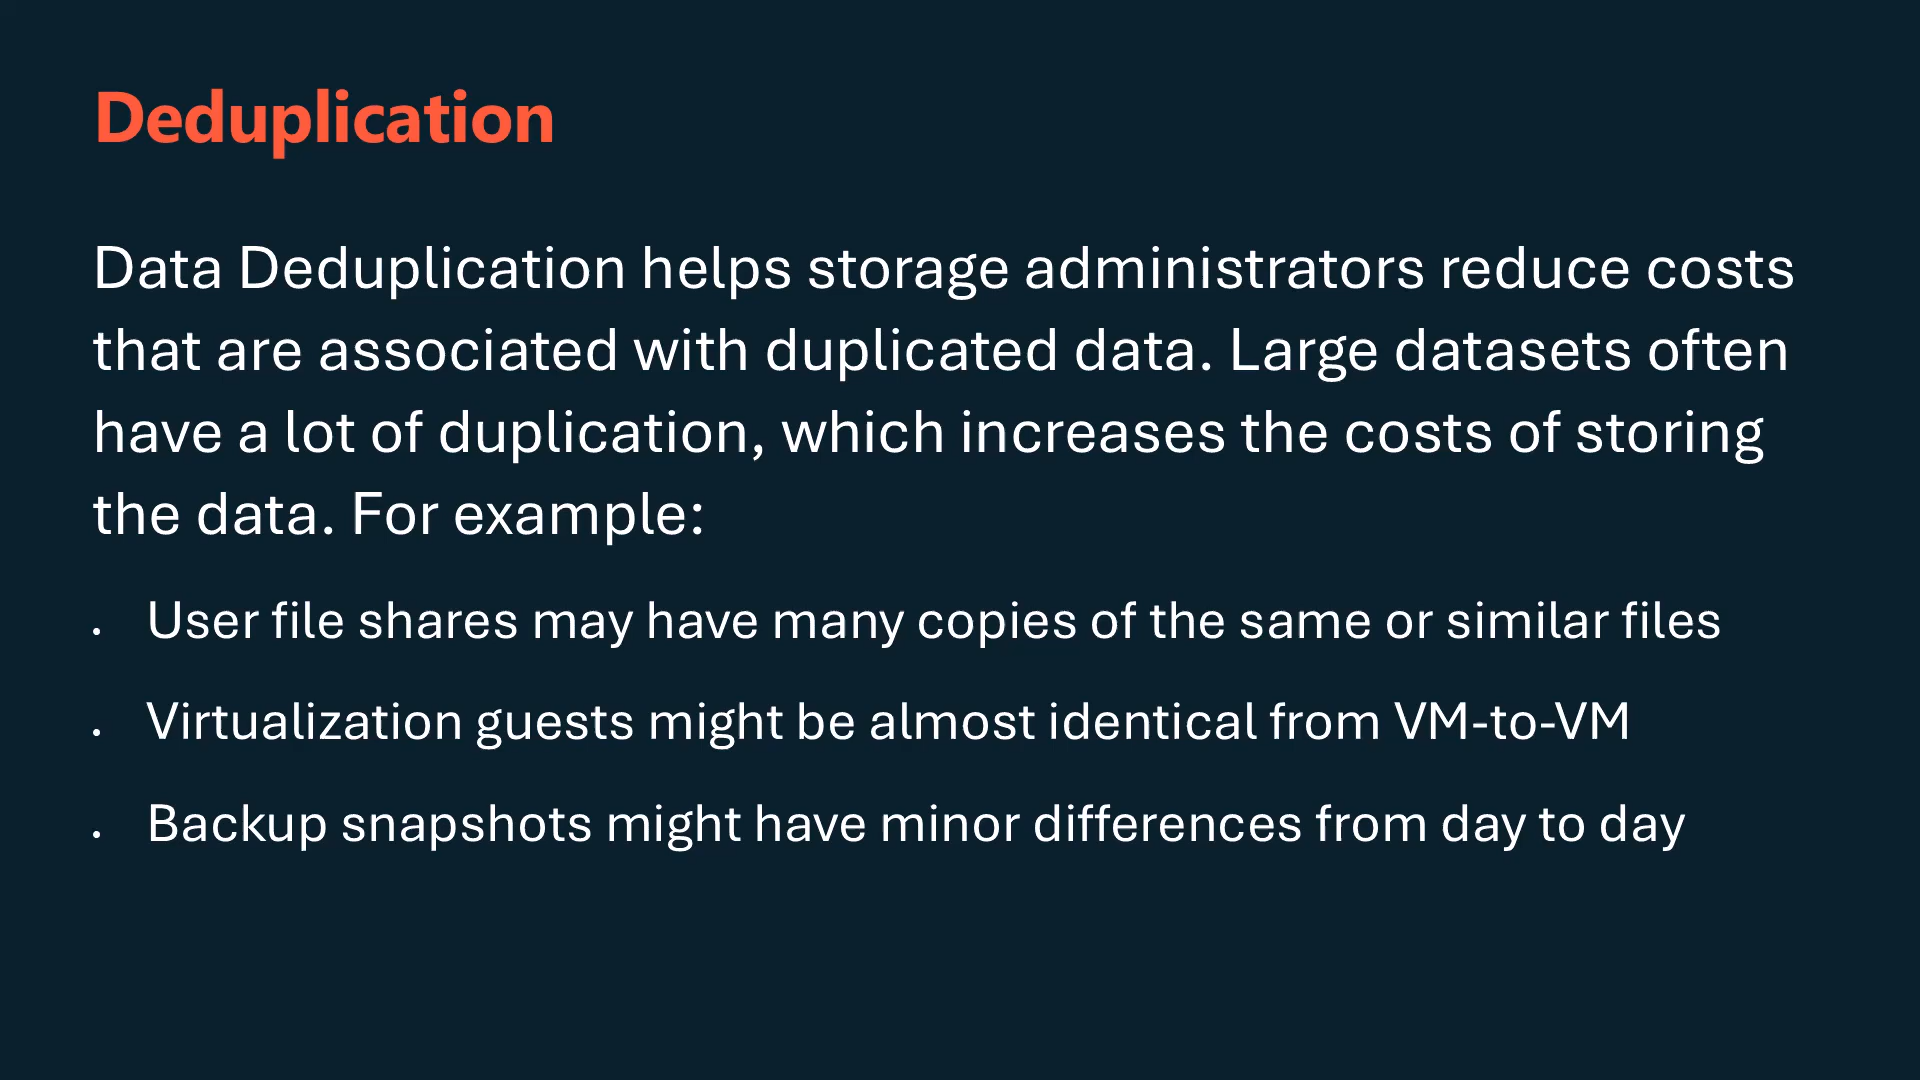 Deduplication
Data Deduplication helps storage administrators reduce costs
that are associated with duplicated data. Large datasets often
have a lot of duplication, which increases the costs of storing
the data. For example:
• User file shares may have many copies of the same or similar files
• Virtualization guests might be almost identical from VM-to-VM
• Backup snapshots might have minor differences from day to day